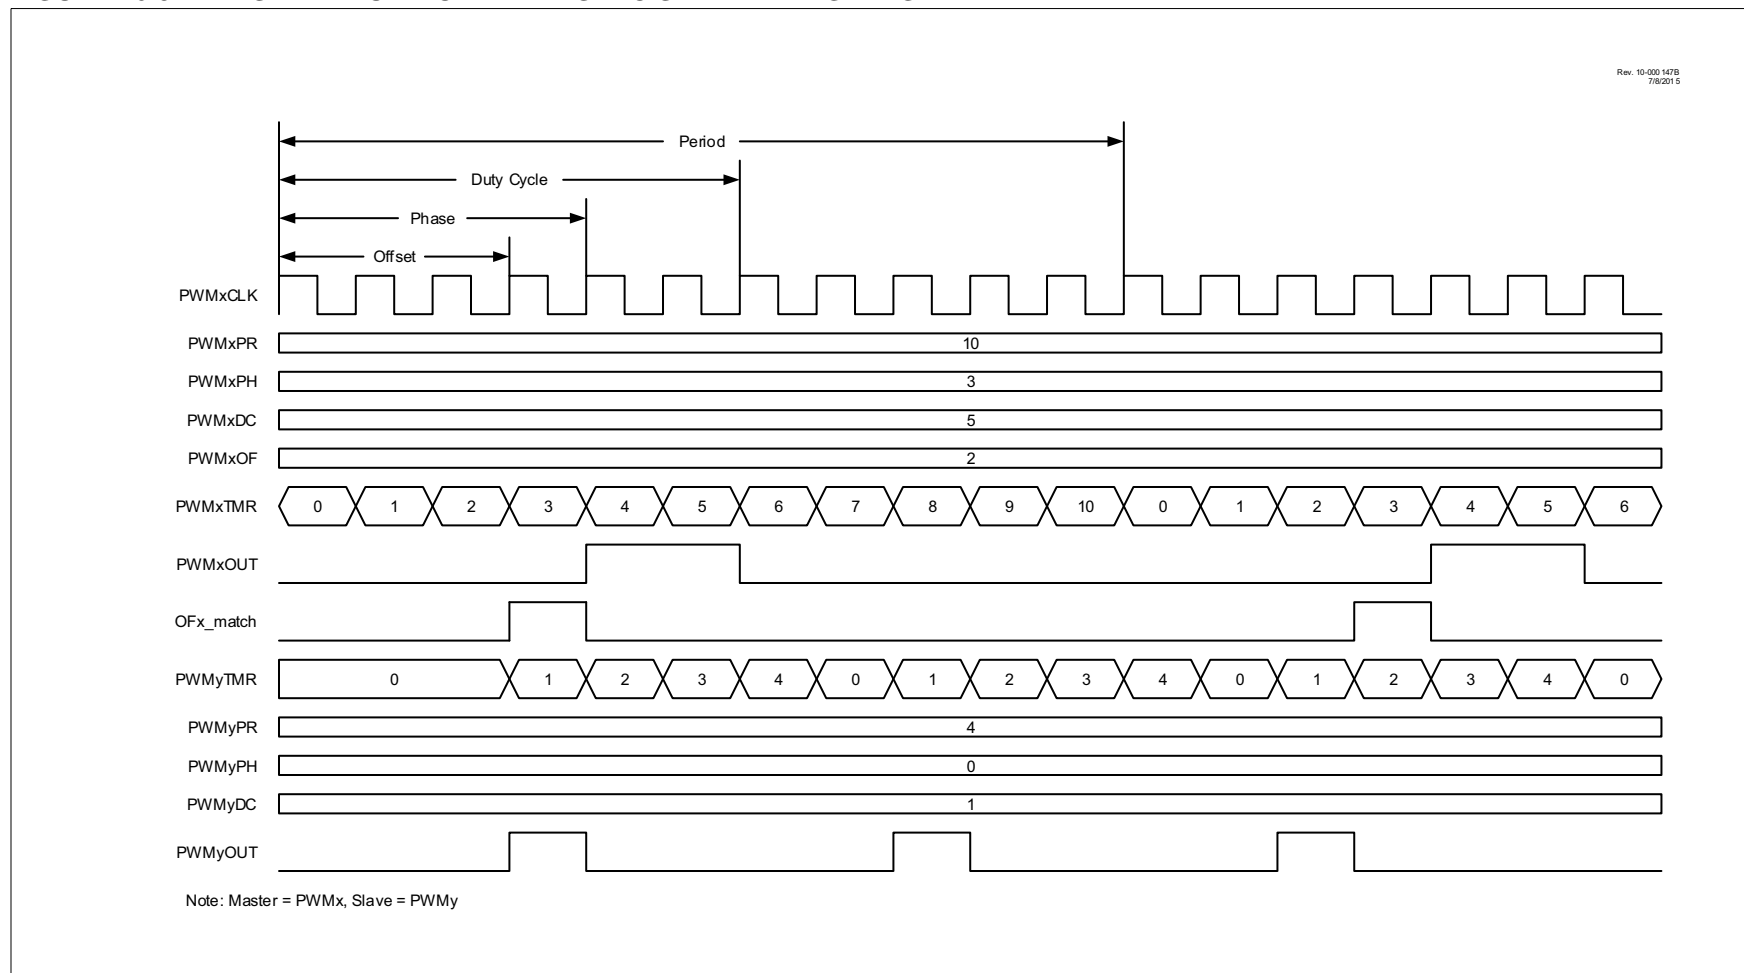 Rev. 10-000 147B
7/8/201 5
Period
Duty Cycle
Phase
Offset
PWMxCLK
PWMxPR 10
PWMxPH 3
PWMxDC 5
PWMxOF 2
PWMxTMR 0 1 2 3 4 5 6 7 8 9 10 0 1 2 3 4 5 6
PWMxOUT
OFx_match
PWMyTMR 0 1 2 3 4 0 1 2 3 4 0 1 2 3 4 0
PWMyPR 4
PWMyPH 0
PWMyDC 1
PWMyOUT
Note: Master = PWMx, Slave = PWMy